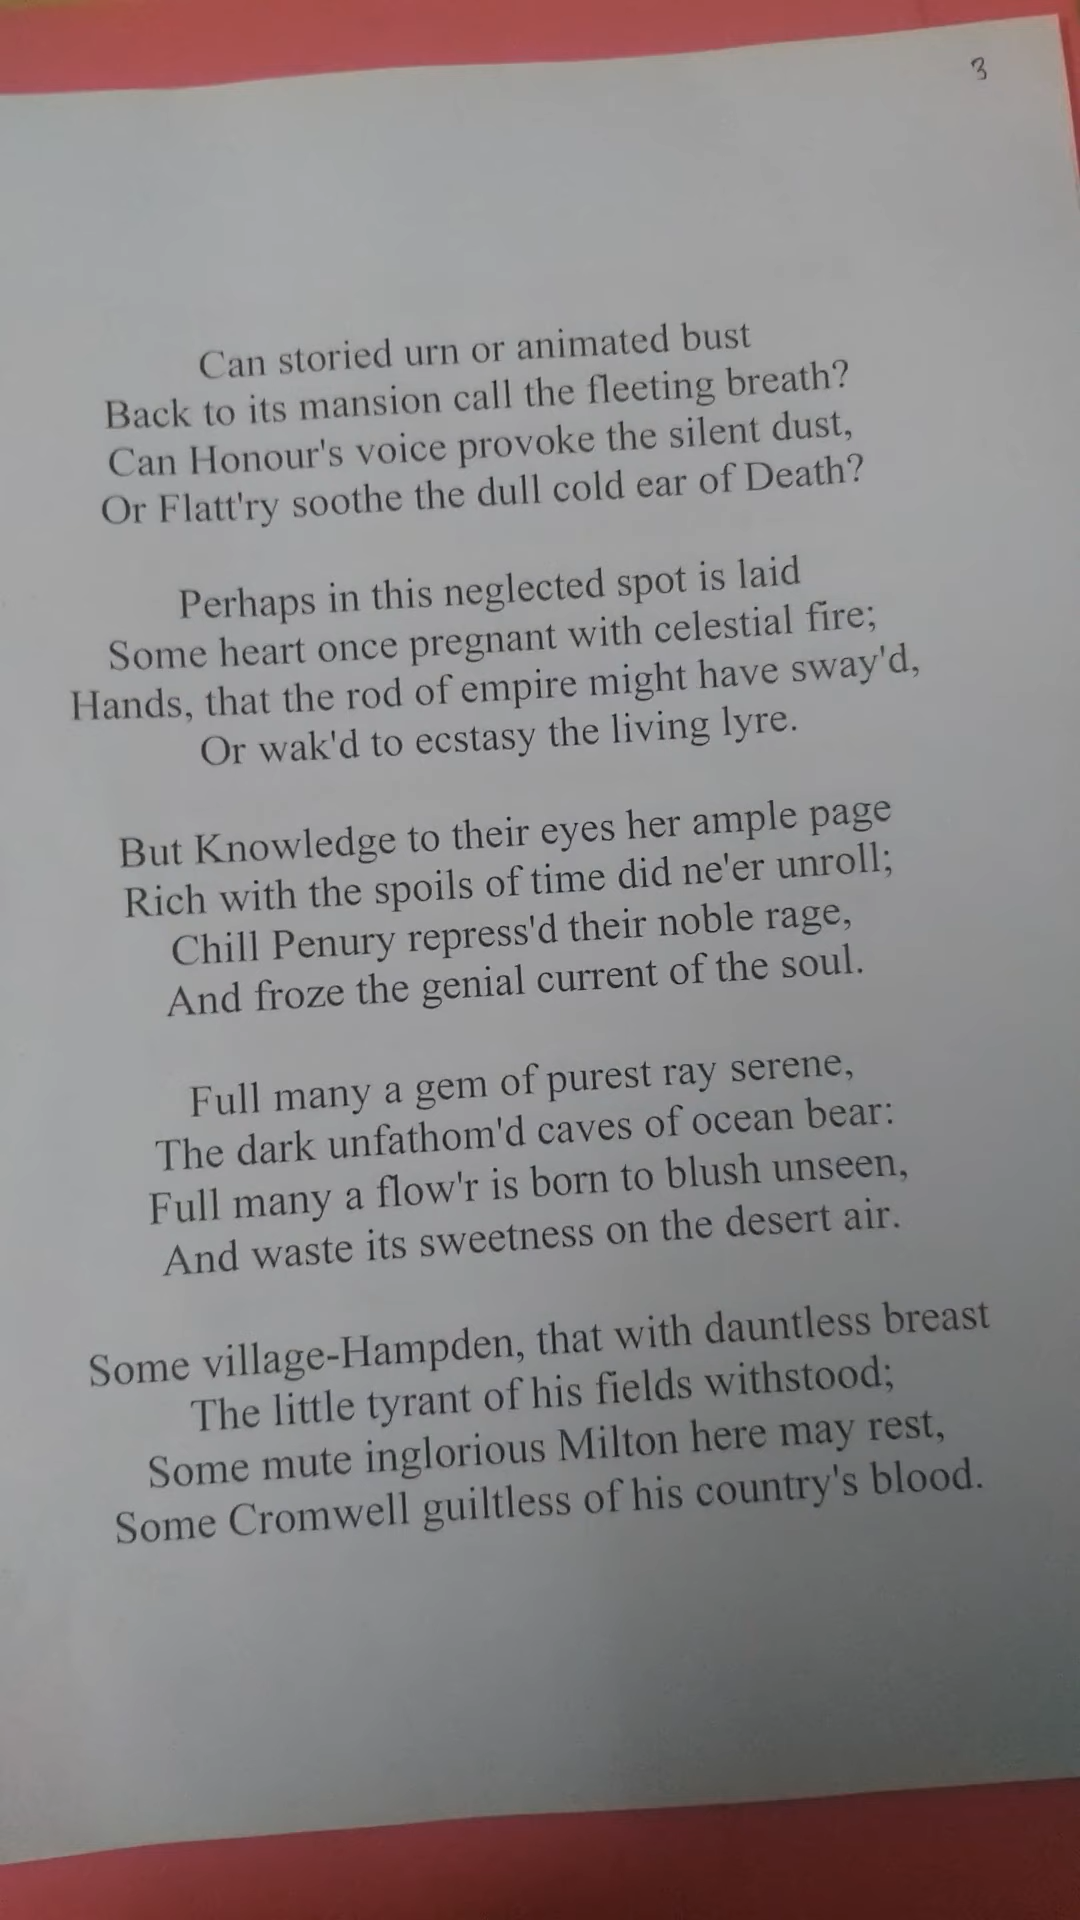 3
Can storied urn or animated bust
Back to its mansion call the fleeting breath?
Can Honour's voice provoke the silent dust,
Or Flatt'ry soothe the dull cold ear of Death?
Perhaps in this neglected spot is laid
Some heart once pregnant with celestial fire;
Hands, that the rod of empire might have sway'd,
Or wak'd to ecstasy the living lyre.
But Knowledge to their eyes her ample page
Rich with the spoils of time did ne'er unroll;
Chill Penury repress'd their noble rage,
And froze the genial current of the soul.
Full many a gem of purest ray serene,
The dark unfathom'd caves of ocean bear:
Full many a flow'r is born to blush unseen,
And waste its sweetness on the desert air.
Some village-Hampden, that with dauntless breast
The little tyrant of his fields withstood;
Some mute inglorious Milton here may rest,
Some Cromwell guiltless of his country's blood.